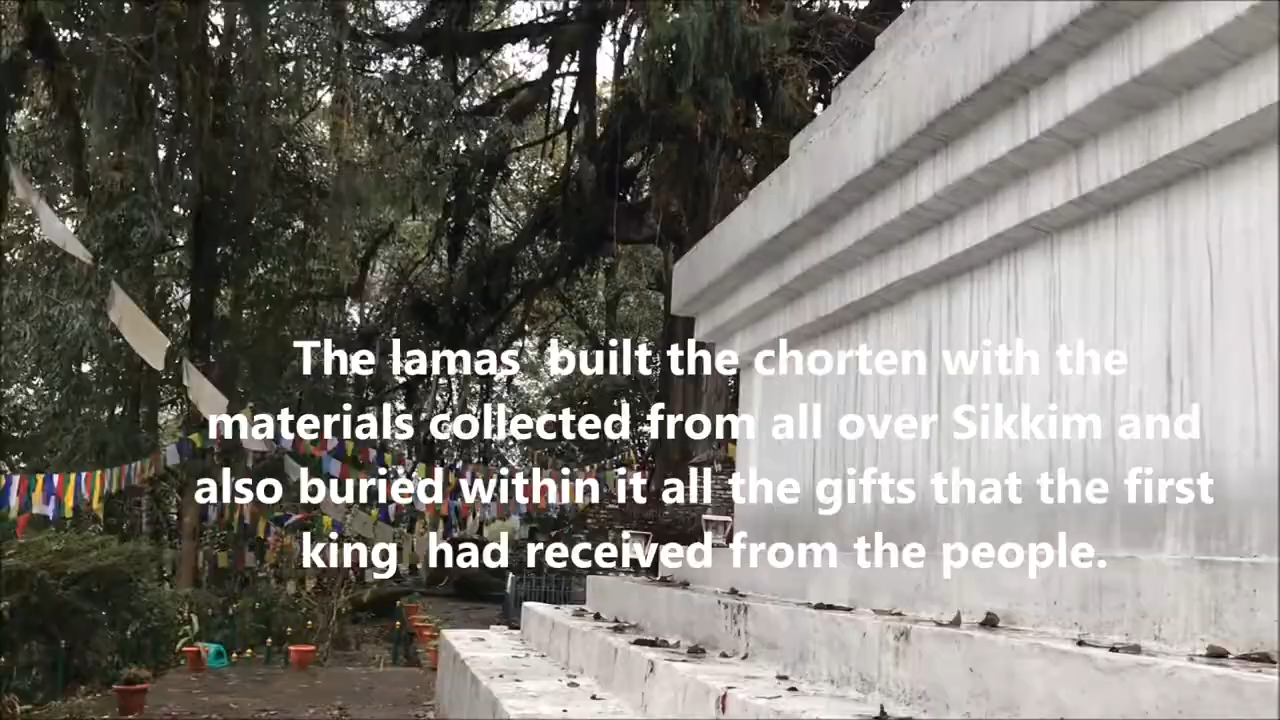 The lamas  built the chorten with the
materials collected from all over Sikkim and
also buried within it all the gifts that the first
king  had received from the people.